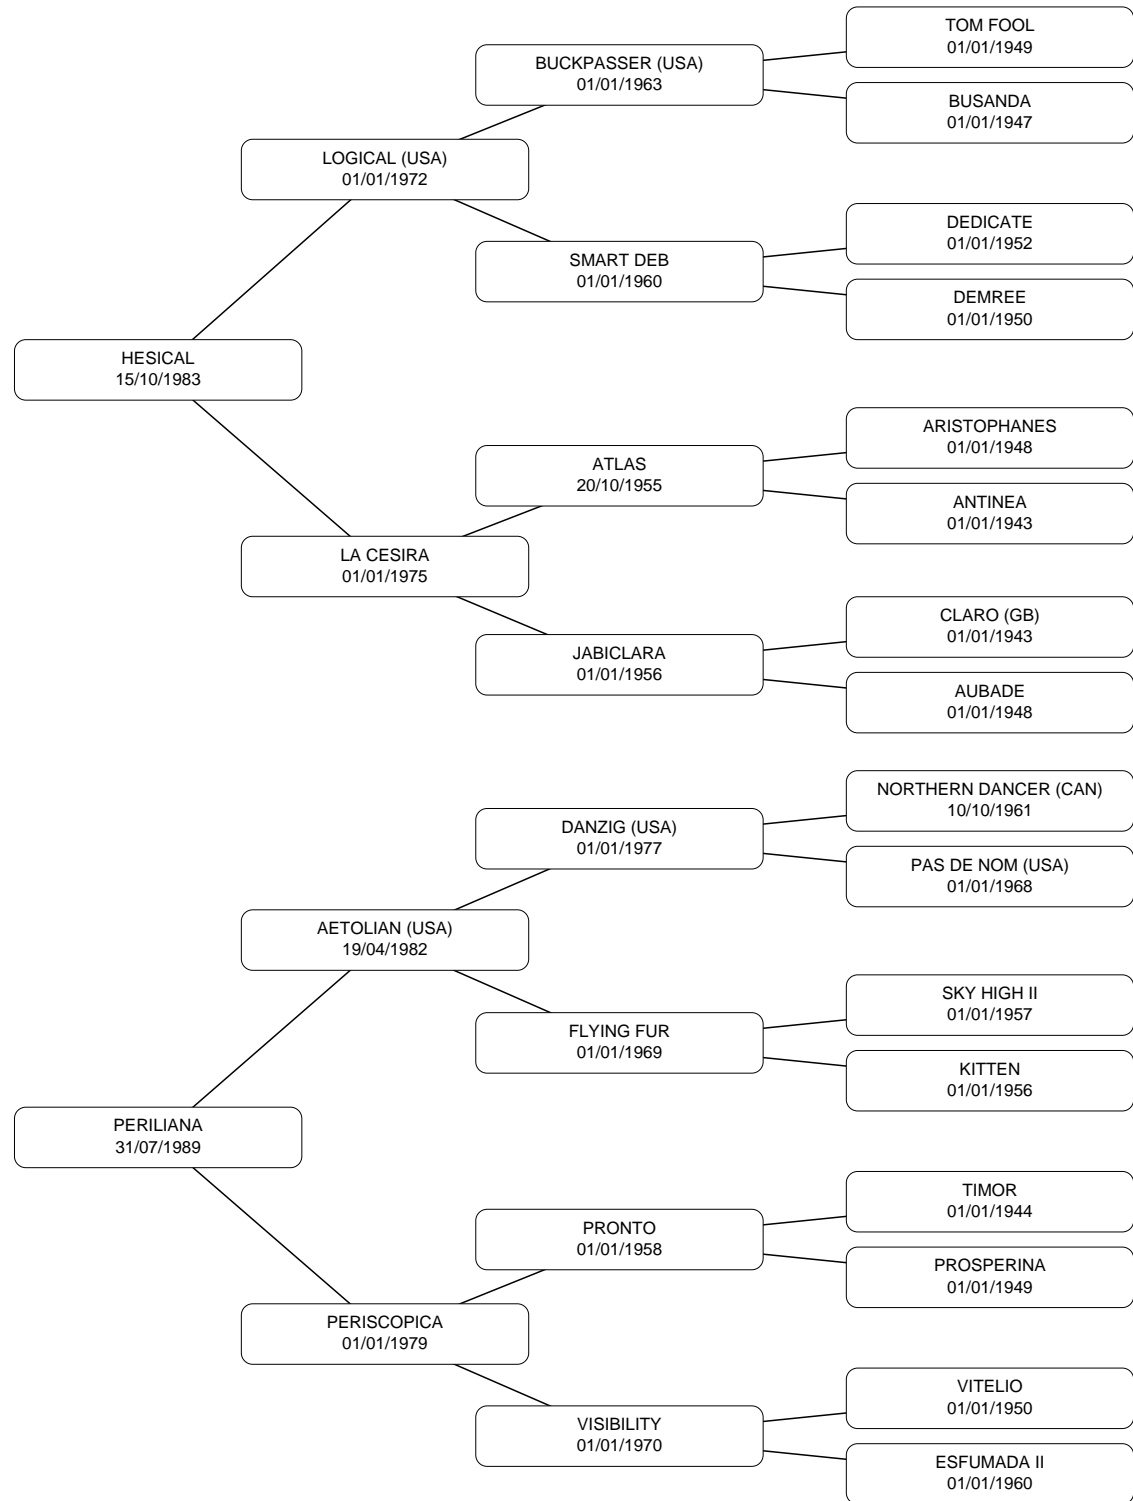 TOM FOOL
01/01/1949
BUCKPASSER (USA)
01/01/1963
BUSANDA
01/01/1947
LOGICAL (USA)
01/01/1972
DEDICATE
01/01/1952
SMART DEB
01/01/1960
DEMREE
01/01/1950
HESICAL
15/10/1983
ARISTOPHANES
01/01/1948
ATLAS
20/10/1955
ANTINEA
01/01/1943
LA CESIRA
01/01/1975
CLARO (GB)
01/01/1943
JABICLARA
01/01/1956
AUBADE
01/01/1948
NORTHERN DANCER (CAN)
10/10/1961
DANZIG (USA)
01/01/1977
PAS DE NOM (USA)
01/01/1968
AETOLIAN (USA)
19/04/1982
SKY HIGH II
01/01/1957
FLYING FUR
01/01/1969
KITTEN
01/01/1956
PERILIANA
31/07/1989
TIMOR
01/01/1944
PRONTO
01/01/1958
PROSPERINA
01/01/1949
PERISCOPICA
01/01/1979
VITELIO
01/01/1950
VISIBILITY
01/01/1970
ESFUMADA II
01/01/1960